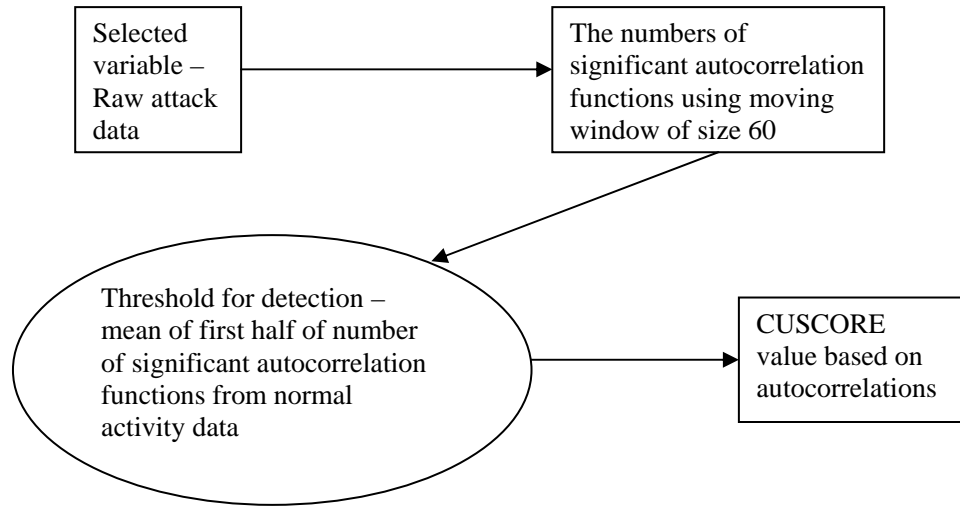 Selected
variable –
Raw attack
data
The numbers of
significant autocorrelation
functions using moving
window of size 60
Threshold for detection –
mean of first half of number
of significant autocorrelation
functions from normal
activity data
CUSCORE
value based on
autocorrelations